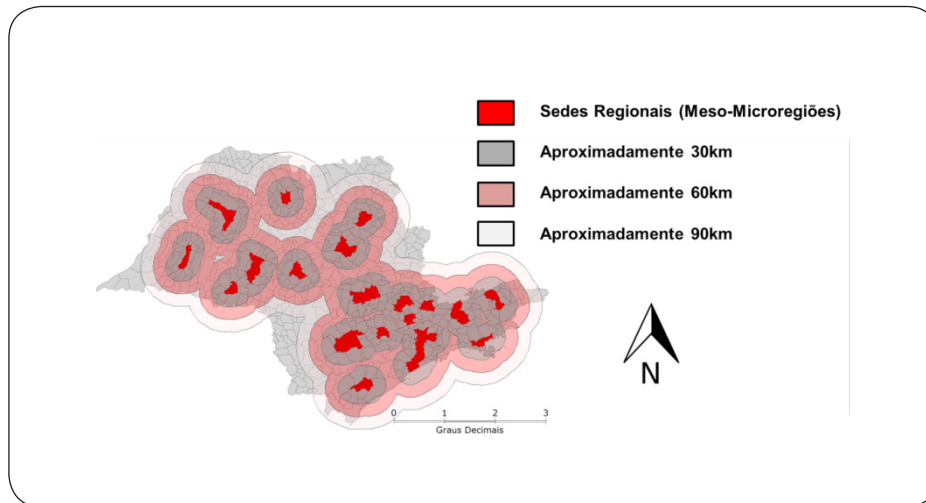 Sedes Regionais (Meso-Microregiões)
Aproximadamente 30km
Aproximadamente 60km
Aproximadamente 90km
N
0 1 2 3
Graus Decimais